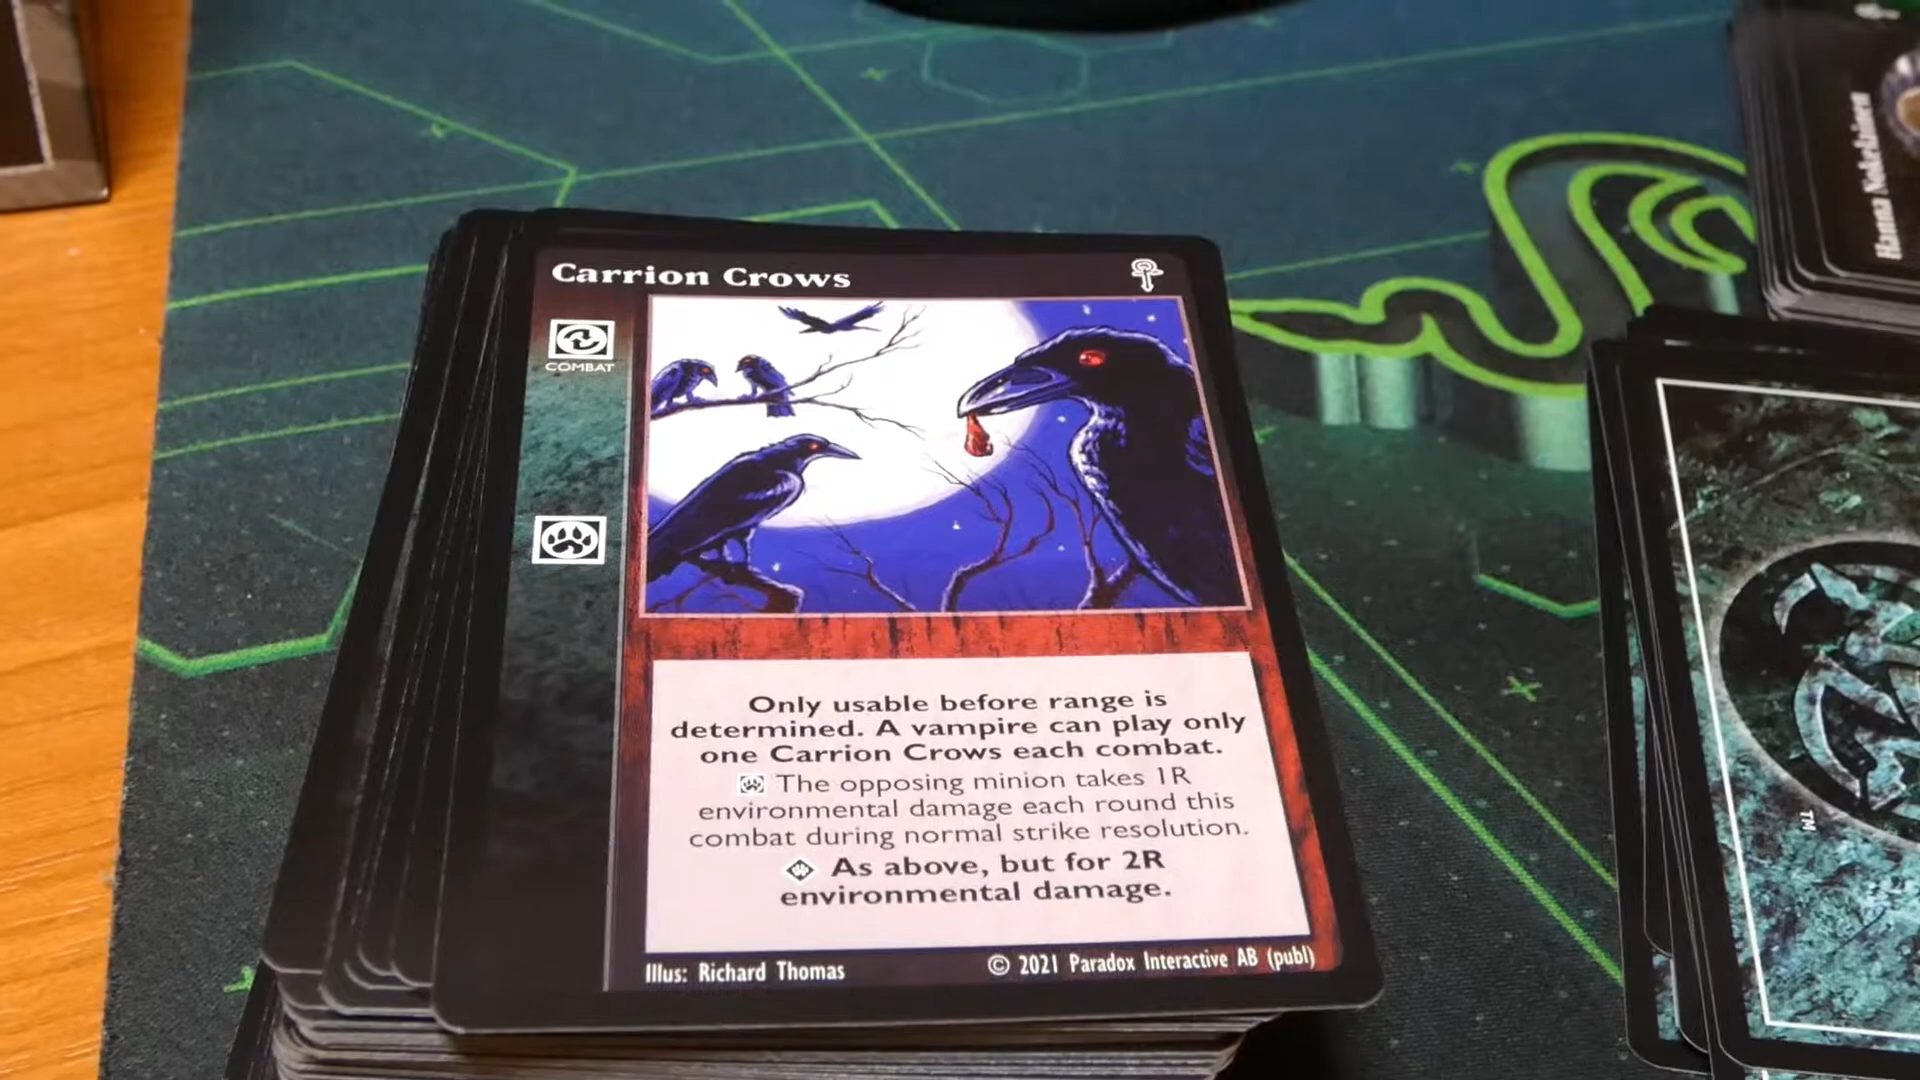 Carrion Crows
COMBAT
Only usable before range is
determined. A vampire can play only
one Carrion Crows each combat.
The opposing minion takes 1R
environmental damage each round this
combat during normal strike resolution.
As above, but for 2R
environmental damage.
Illus: Richard Thomas
© 2021 Paradox Interactive AB (publ)
TM